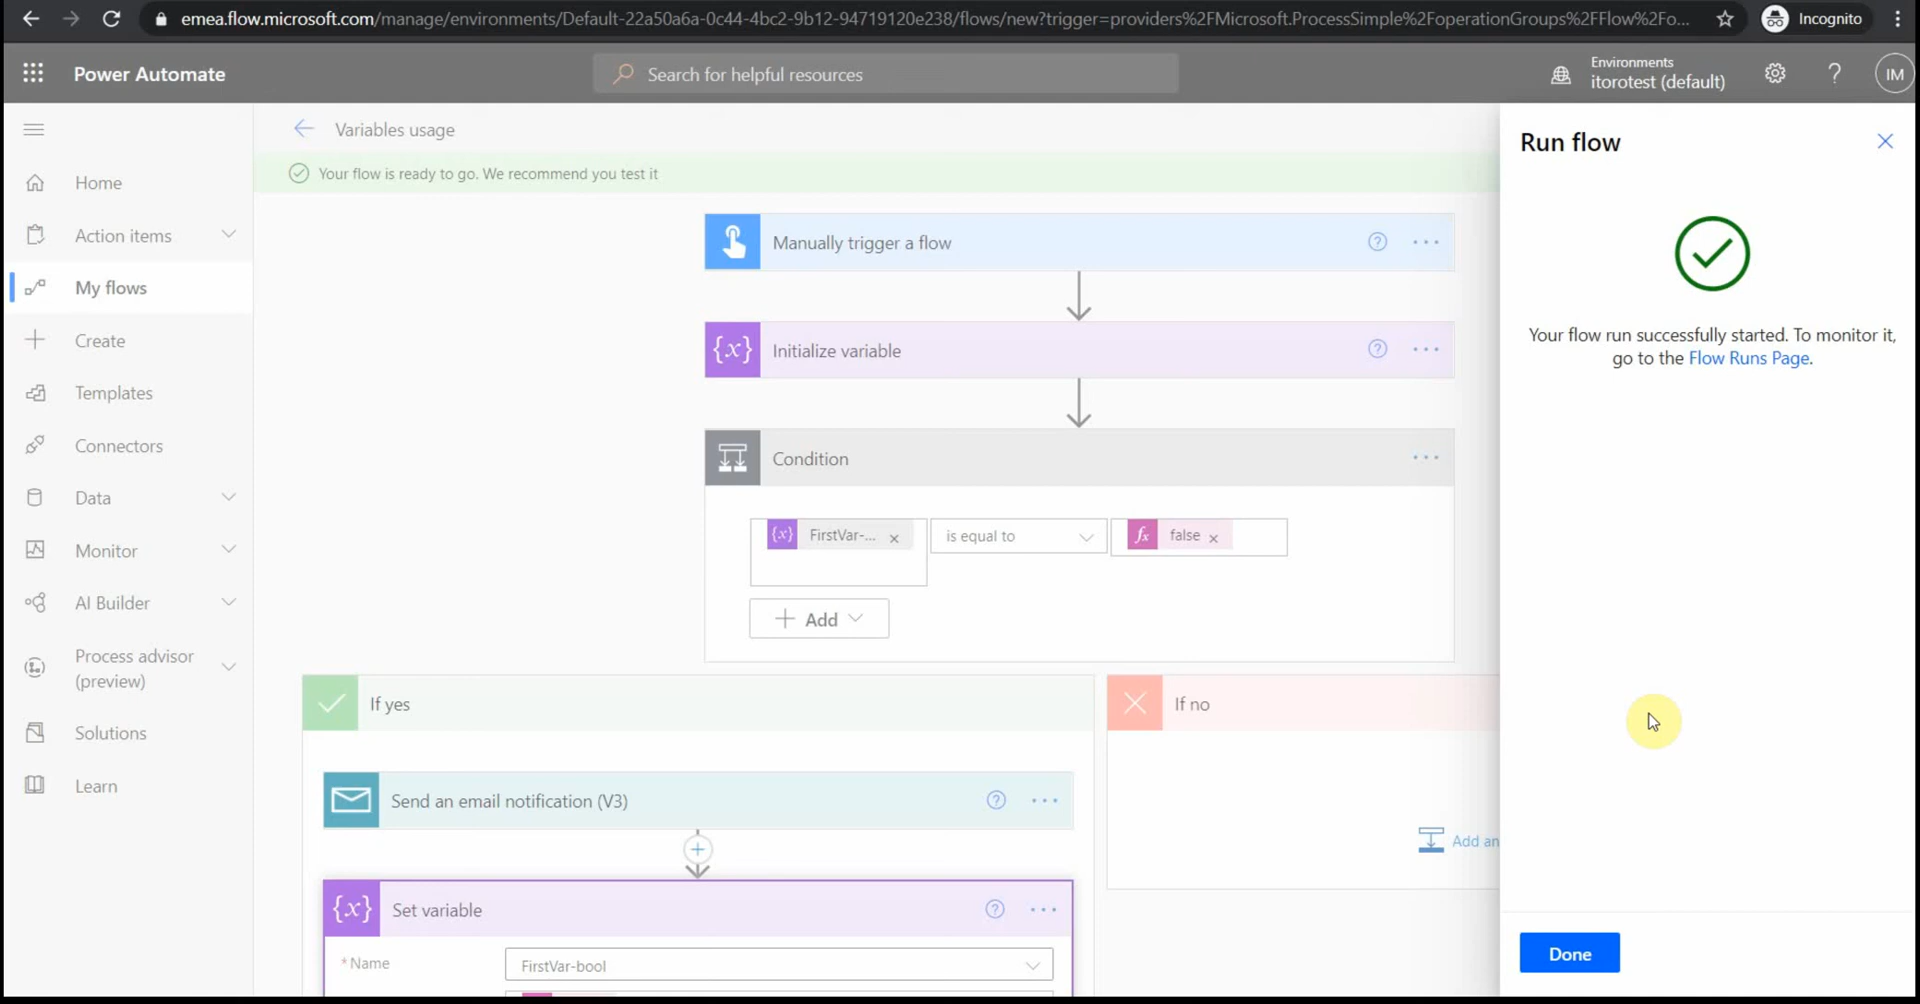 emea.flow.microsoft.com/manage/environments/Default-22a50a6a-0c44-4bc2-9b12-94719120e238/flows/new?trigger=providers%2FMicrosoft.ProcessSimple%2FoperationGroups%2FFlow%2Fo...
Incognito
Power Automate
Search for helpful resources
Environments
itorotest (default)
?
IM
Variables usage
Your flow is ready to go. We recommend you test it
Home
Action items
My flows
Create
Templates
Connectors
Data
Monitor
AI Builder
Process advisor
(preview)
Solutions
Learn
Manually trigger a flow
?
...
{x}
Initialize variable
?
...
Condition
...
{x}
FirstVar-...
×
is equal to
fx
false
×
+ Add
If yes
If no
Send an email notification (V3)
?
...
Add an
{x}
Set variable
?
...
*Name
FirstVar-bool
Run flow
Your flow run successfully started. To monitor it,
go to the Flow Runs Page.
Done